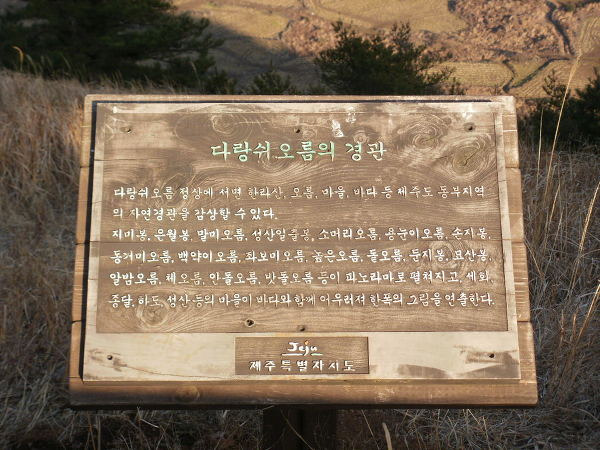 다랑쉬오름의 경관
다랑쉬오름 정상에 서면 한라산, 오름, 마을, 바다 등 제주도 동부지역
의 자연경관을 감상할 수 있다.
지미봉, 은월봉, 말미오름, 성산일출봉, 소머리오름, 용눈이오름, 손지봉,
동거미오름, 백약이오름, 좌보미오름, 높은오름, 돌오름, 둔지봉, 묘산봉,
알밤오름, 체오름, 안돌오름, 밧돌오름 등이 파노라마로 펼쳐지고, 세화,
종달, 하도, 성산등의 마을이 바다와 함께 어우러져 한폭의 그림을 연출한다.
Jeju
제주특별자치도